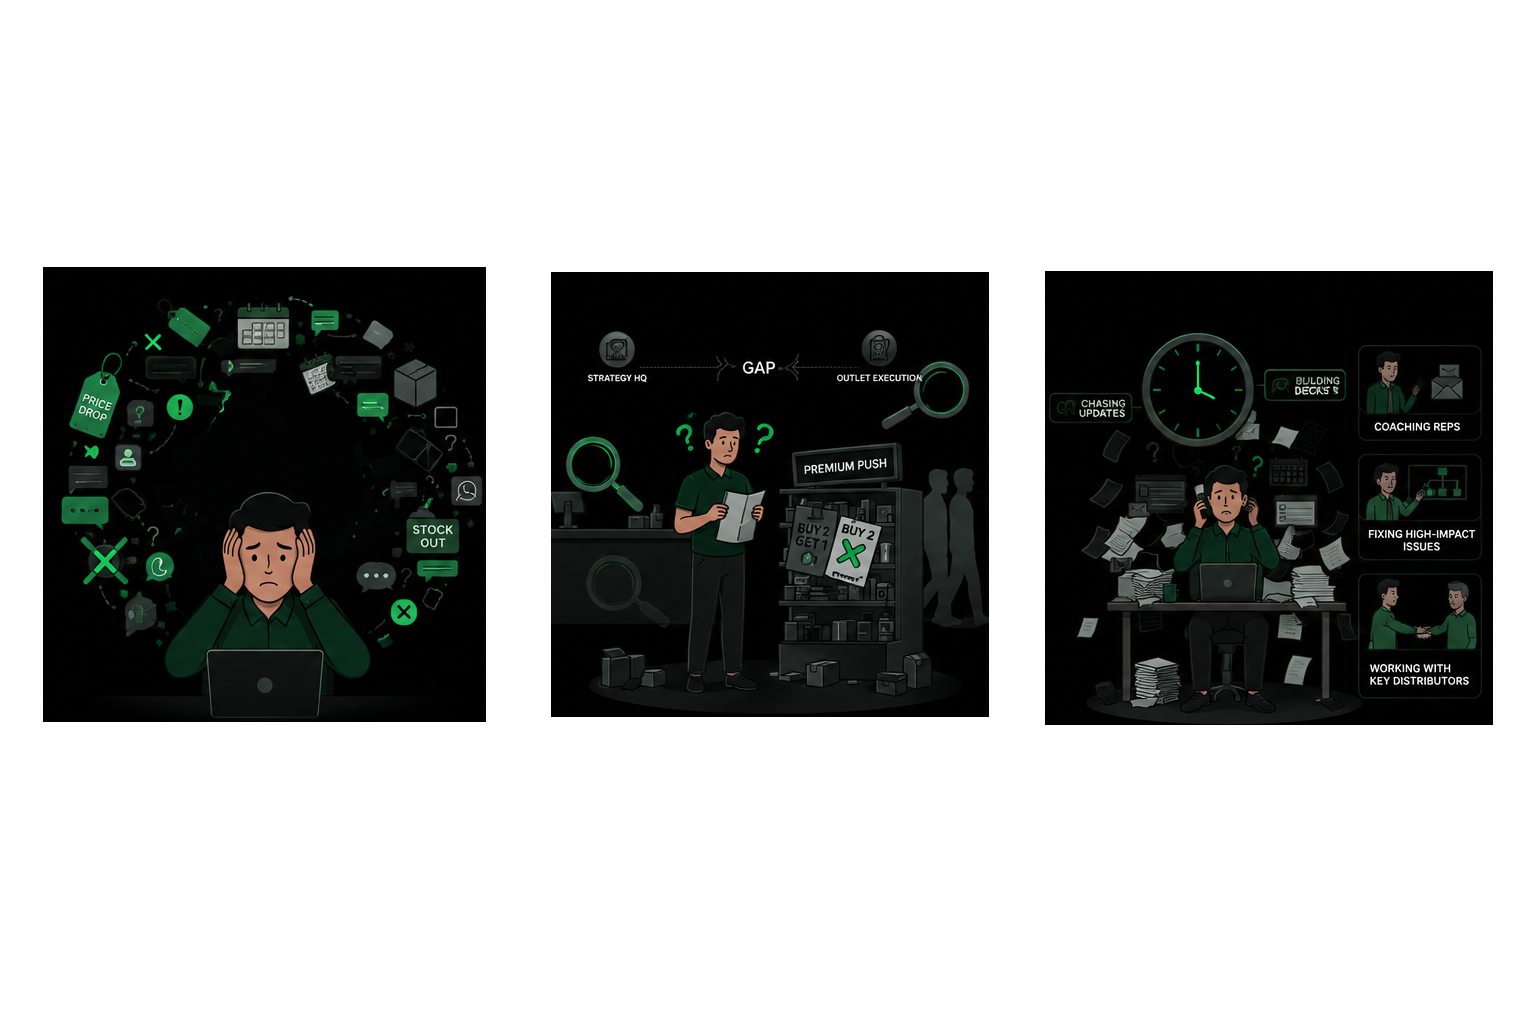 PRICE
DROP
STOCK
OUT
STRATEGY HQ
GAP
OUTLET EXECUTION
PREMIUM PUSH
BUY 2
GET 1
BUY 2
CHASING
UPDATES
BUILDING
DECKS
COACHING REPS
FIXING HIGH-IMPACT
ISSUES
WORKING WITH
KEY DISTRIBUTORS